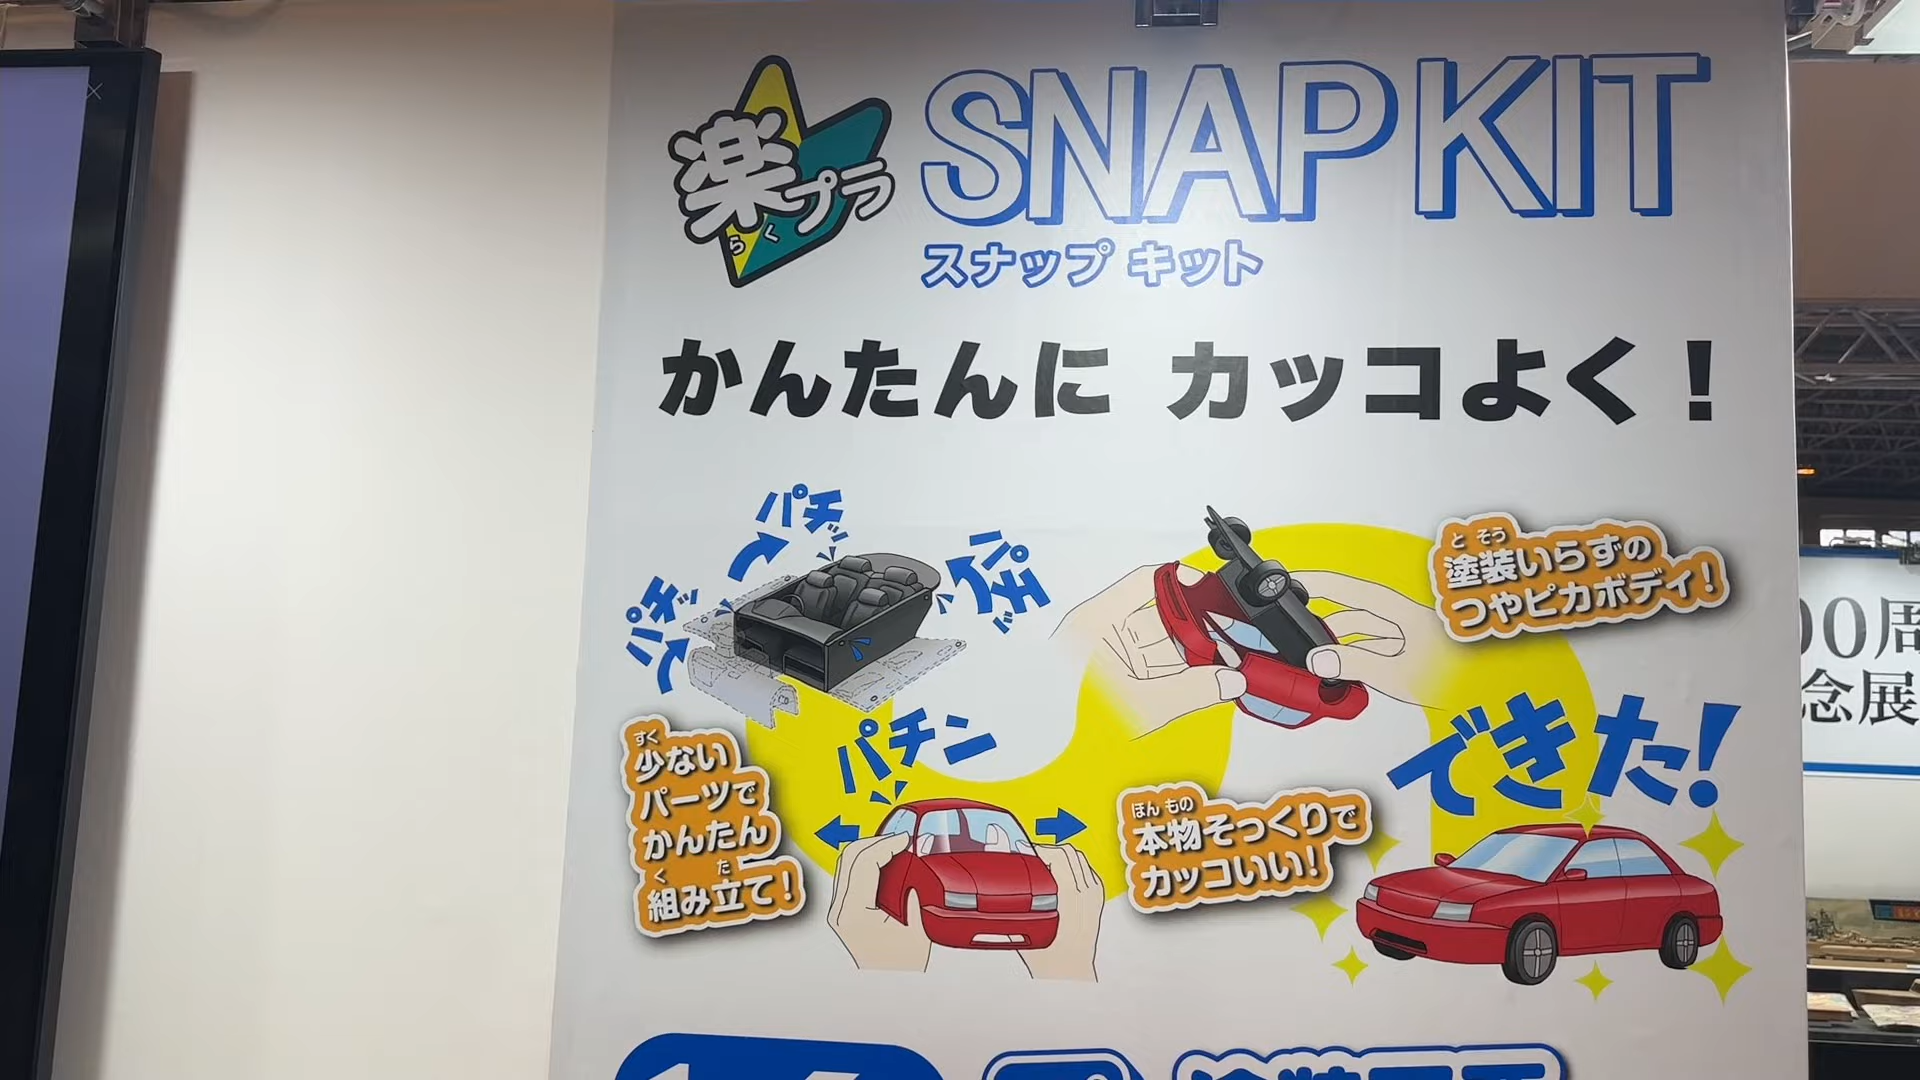 楽プラ
らく
SNAP KIT
スナップ キット
かんたんに カッコよく！
パチッ
パチッ
パチッ
とそう
塗装いらずの
つやピカボディ！
すく
少ない
パーツで
かんたん
く た
組み立て！
パチン
ほんもの
本物そっくりで
カッコいい！
できた！
00周
念展